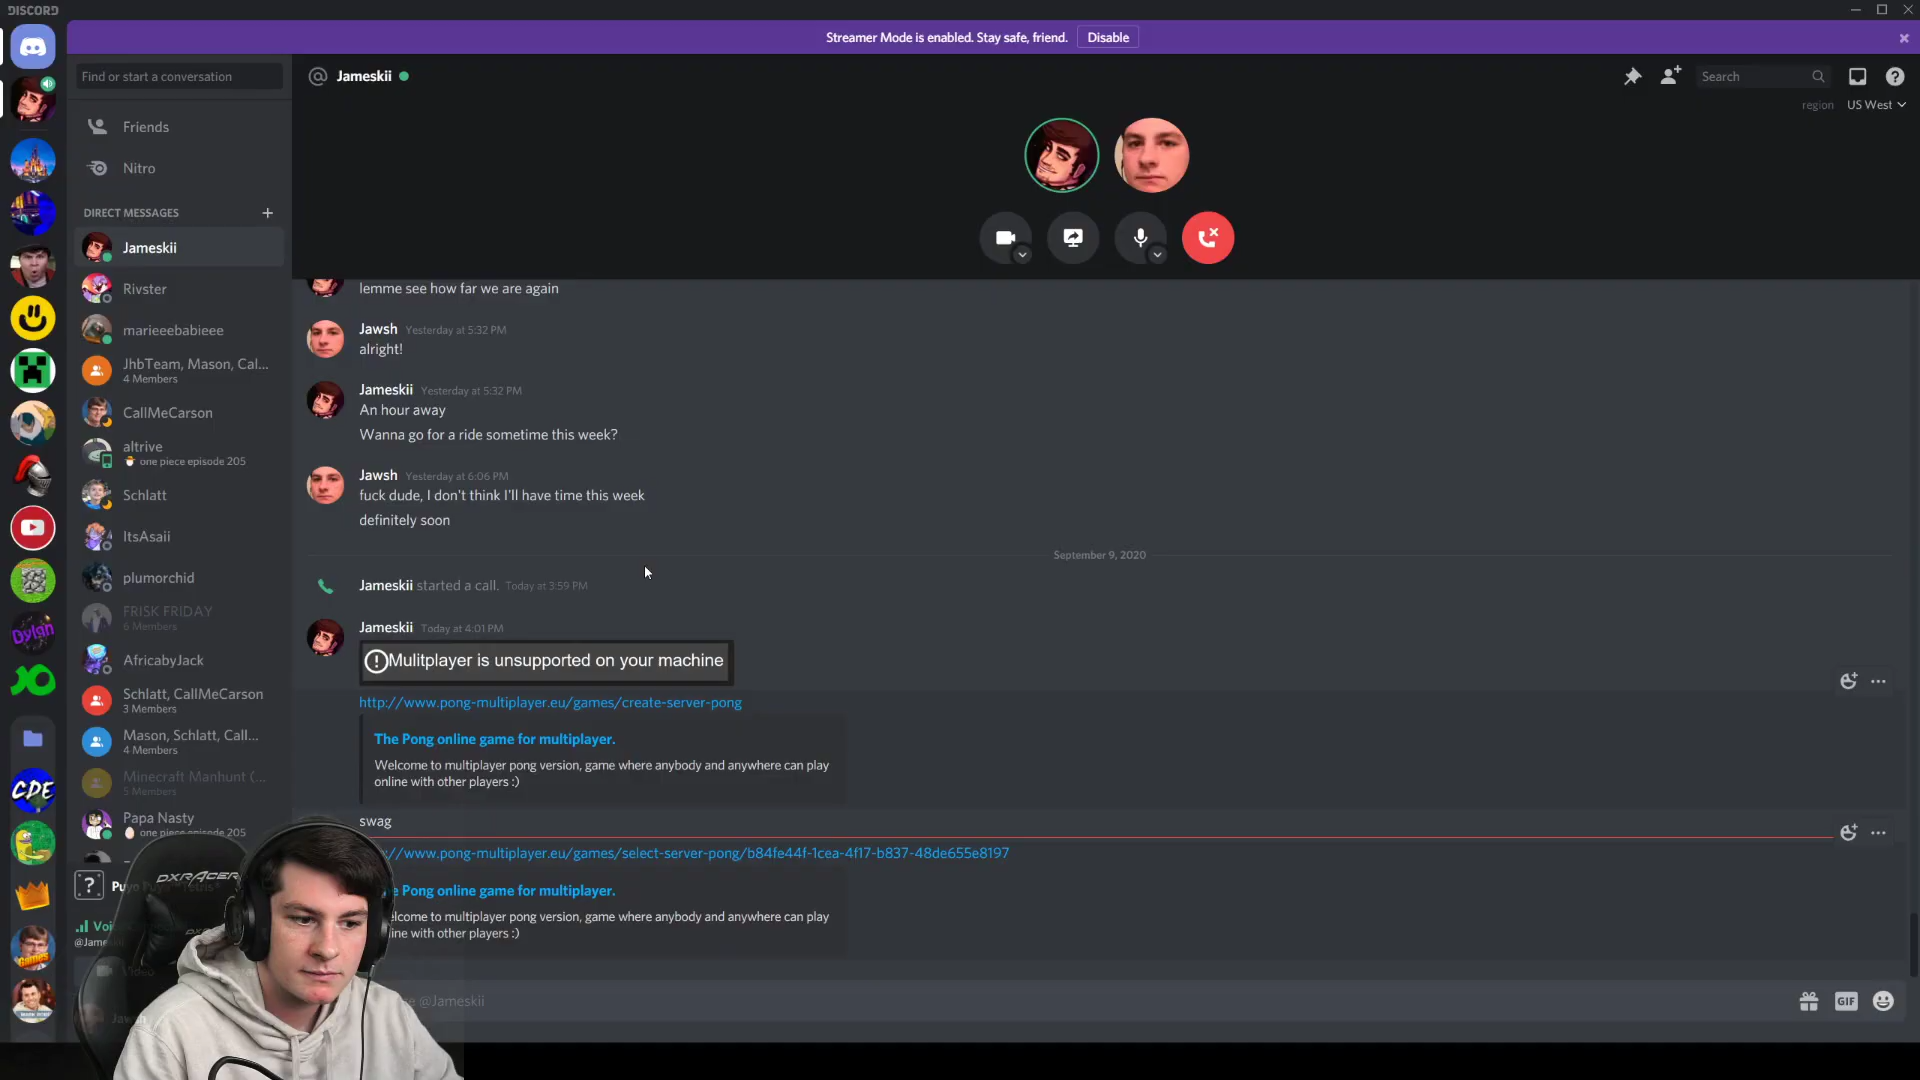 DISCORD
Streamer Mode is enabled. Stay safe, friend.
Disable
Find or start a conversation
Jameskii
Search
region
US West
Friends
Nitro
DIRECT MESSAGES
Jameskii
Rivster
marieeebabieee
JhbTeam, Mason, Cal...
4 Members
CallMeCarson
altrive
one piece episode 205
Schlatt
ItsAsaii
plumorchid
FRISK FRIDAY
6 Members
AfricabyJack
Schlatt, CallMeCarson
3 Members
Mason, Schlatt, Call...
4 Members
Minecraft Manhunt (...
5 Members
Papa Nasty
one piece episode 205
Dylan
CPE
Games
lemme see how far we are again
Jawsh Yesterday at 5:32 PM
alright!
Jameskii Yesterday at 5:32 PM
An hour away
Wanna go for a ride sometime this week?
Jawsh Yesterday at 6:06 PM
fuck dude, I don't think I'll have time this week
definitely soon
September 9, 2020
Jameskii started a call. Today at 3:59 PM
Jameskii Today at 4:01 PM
Mulitplayer is unsupported on your machine
http://www.pong-multiplayer.eu/games/create-server-pong
The Pong online game for multiplayer.
Welcome to multiplayer pong version, game where anybody and anywhere can play
online with other players :)
swag
//www.pong-multiplayer.eu/games/select-server-pong/b84fe44f-1cea-4f17-b837-48de655e8197
Pong online game for multiplayer.
elcome to multiplayer pong version, game where anybody and anywhere can play
ine with other players :)
@Jameskii
GIF
DXRACER